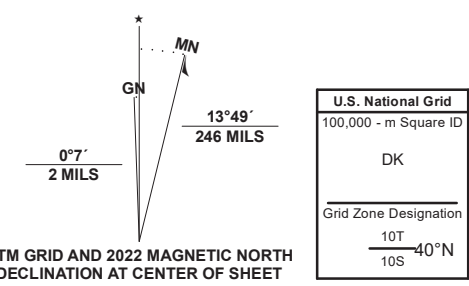 ★
MN
GN
13°49´
246 MILS
0°7´
2 MILS
TM GRID AND 2022 MAGNETIC NORTH
DECLINATION AT CENTER OF SHEET
U.S. National Grid
100,000 - m Square ID
DK
Grid Zone Designation
10T
40°N
10S